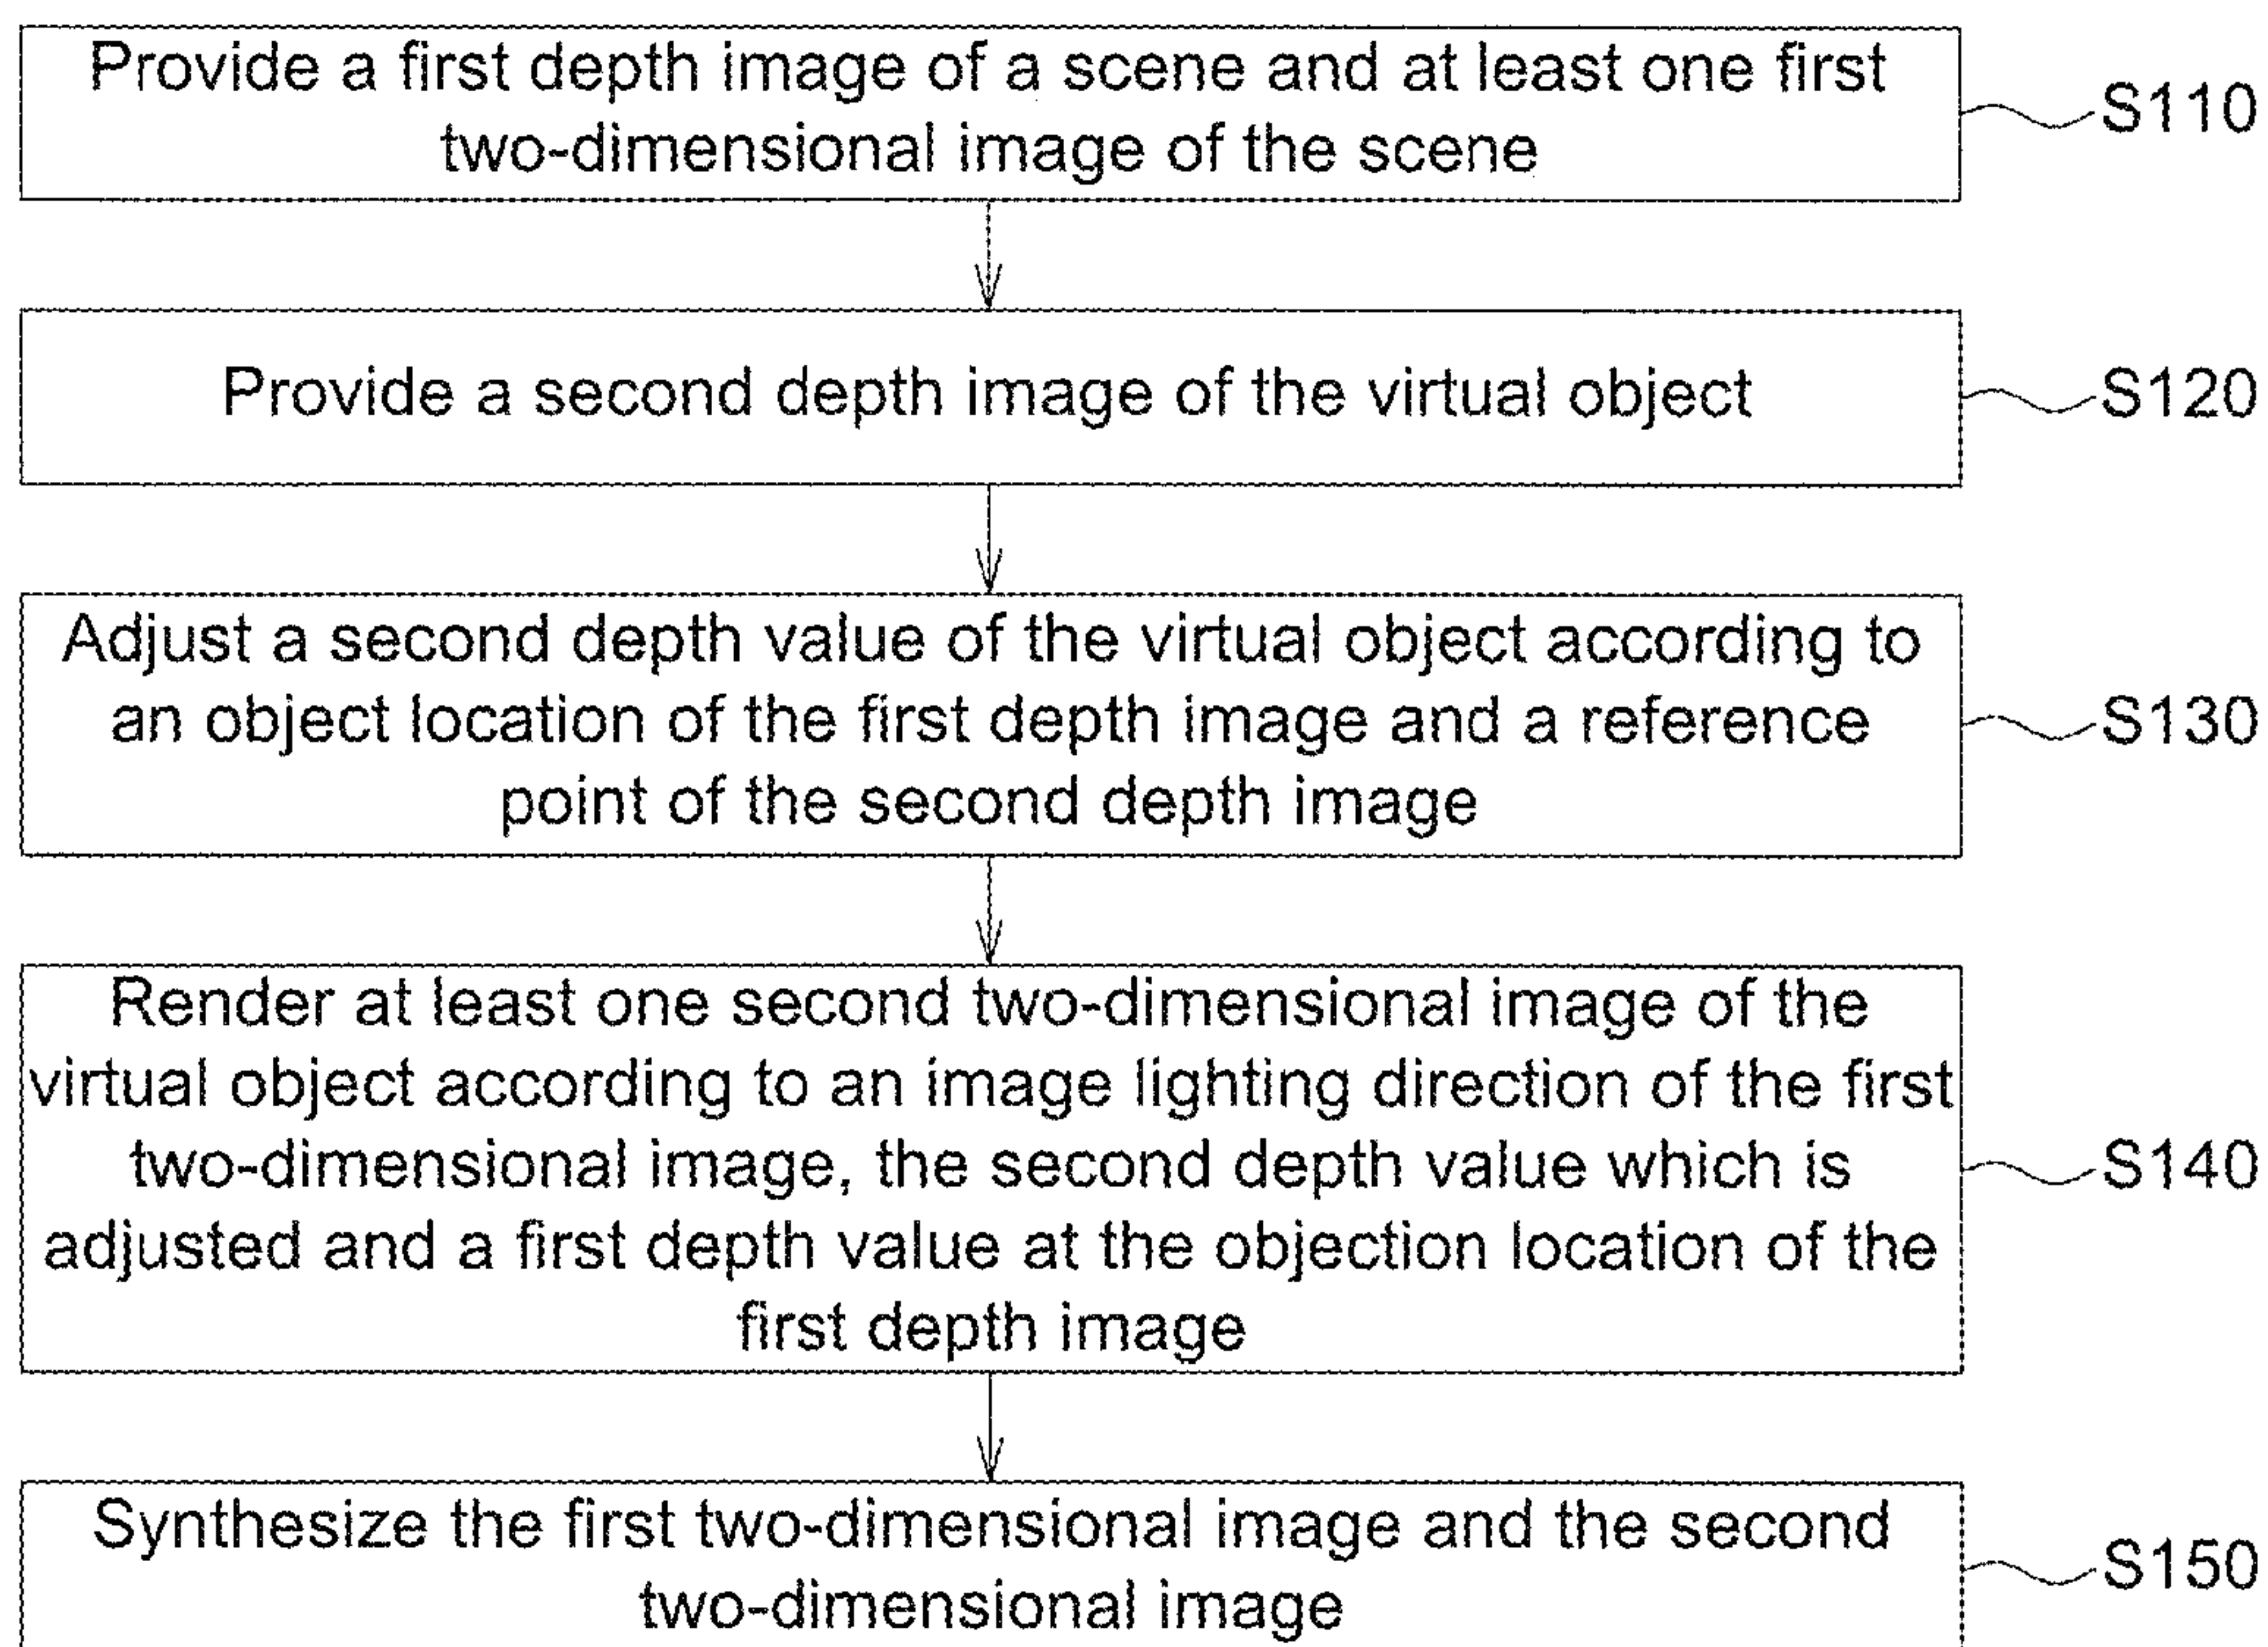 Provide a first depth image of a scene and at least one first
two-dimensional image of the scene
S110
Provide a second depth image of the virtual object
S120
Adjust a second depth value of the virtual object according to
an object location of the first depth image and a reference
point of the second depth image
S130
Render at least one second two-dimensional image of the
virtual object according to an image lighting direction of the first
two-dimensional image, the second depth value which is
adjusted and a first depth value at the objection location of the
first depth image
S140
Synthesize the first two-dimensional image and the second
two-dimensional image
S150